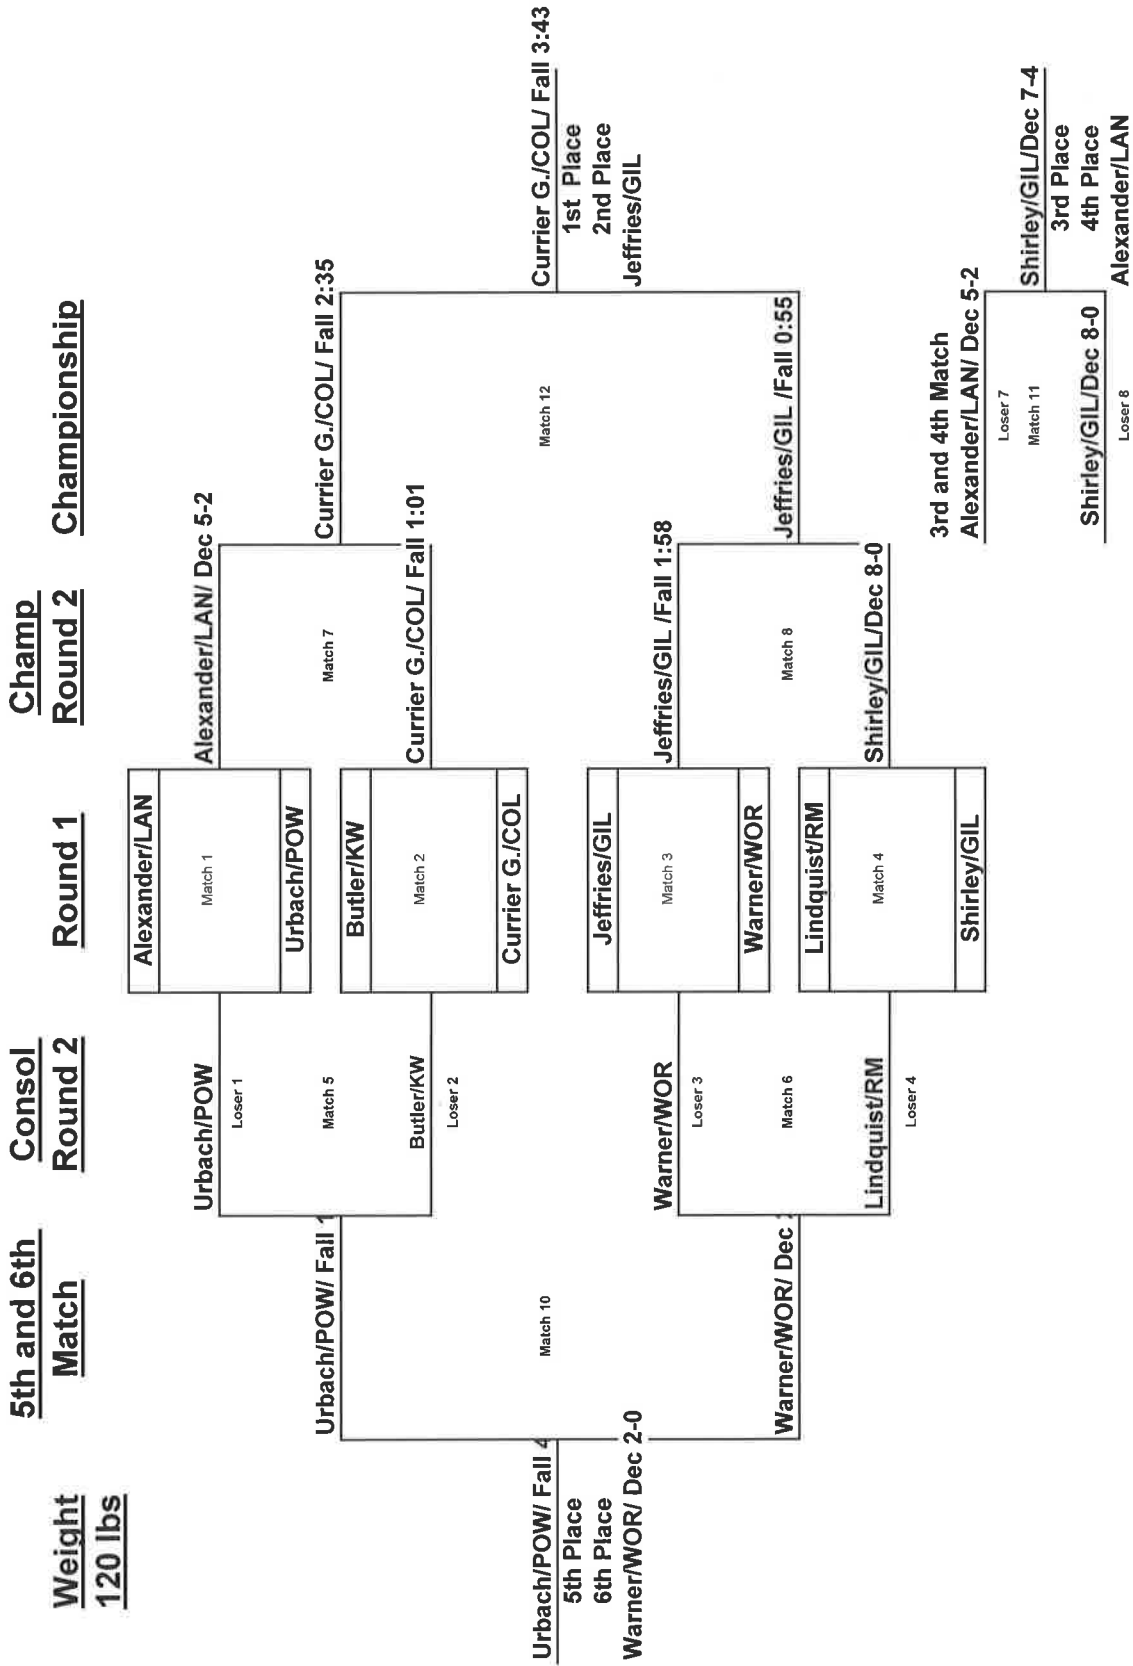 Weight
120 lbs
5th and 6th
Match
Consol
Round 2
Round 1
Champ
Round 2
Championship
Urbach/POW/ Fall 4
5th Place
6th Place
Warner/WOR/ Dec 2-0
Urbach/POW/ Fall 1
Match 10
Warner/WOR/ Dec
Urbach/POW
Loser 1
Match 5
Butler/KW
Loser 2
Warner/WOR
Loser 3
Match 6
Lindquist/RM
Loser 4
Alexander/LAN
Match 1
Urbach/POW
Butler/KW
Match 2
Currier G./COL
Jeffries/GIL
Match 3
Warner/WOR
Lindquist/RM
Match 4
Shirley/GIL
Alexander/LAN/ Dec 5-2
Match 7
Currier G./COL/ Fall 1:01
Jeffries/GIL /Fall 1:58
Match 8
Shirley/GIL/Dec 8-0
Currier G./COL/ Fall 2:35
Match 12
Jeffries/GIL /Fall 0:55
Currier G./COL/ Fall 3:43
1st Place
2nd Place
Jeffries/GIL
3rd and 4th Match
Alexander/LAN/ Dec 5-2
Loser 7
Match 11
Shirley/GIL/Dec 8-0
Loser 8
Shirley/GIL/Dec 7-4
3rd Place
4th Place
Alexander/LAN